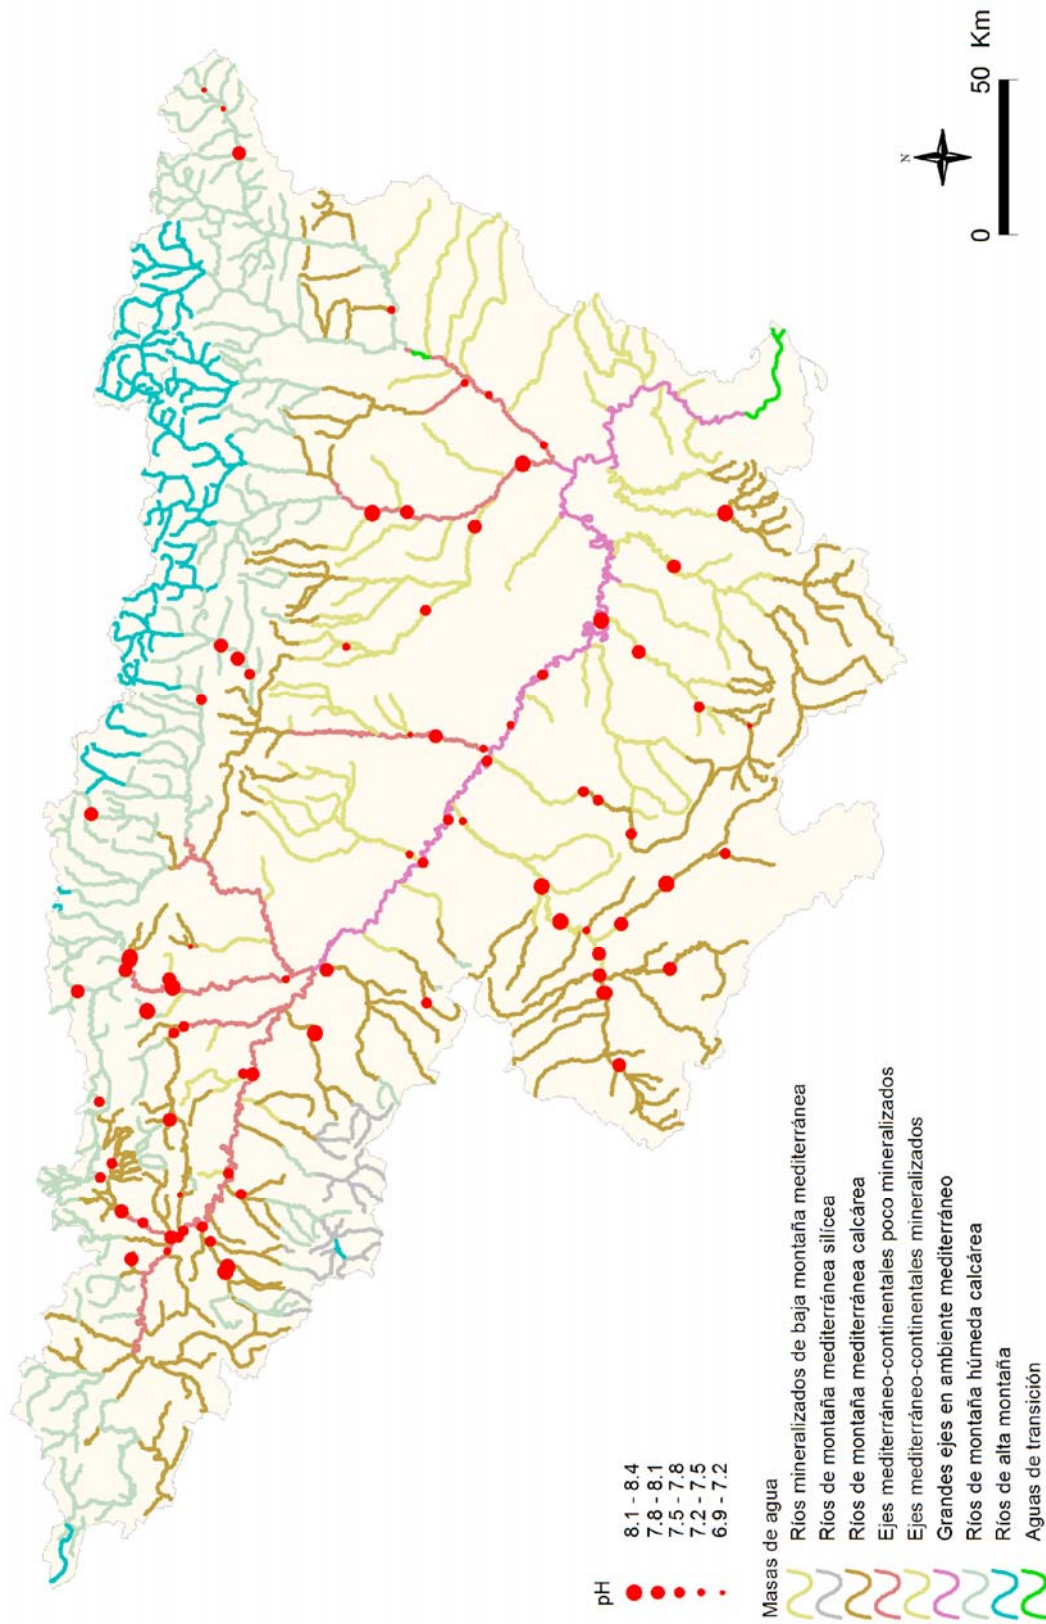 pH
8.1 - 8.4
7.8 - 8.1
7.5 - 7.8
7.2 - 7.5
6.9 - 7.2
Masas de agua
Ríos mineralizados de baja montaña mediterránea
Ríos de montaña mediterránea silícea
Ríos de montaña mediterránea calcárea
Ejes mediterráneo-continentales poco mineralizados
Ejes mediterráneo-continentales mineralizados
Grandes ejes en ambiente mediterráneo
Ríos de montaña húmeda calcárea
Ríos de alta montaña
Aguas de transición
N
0 50 Km